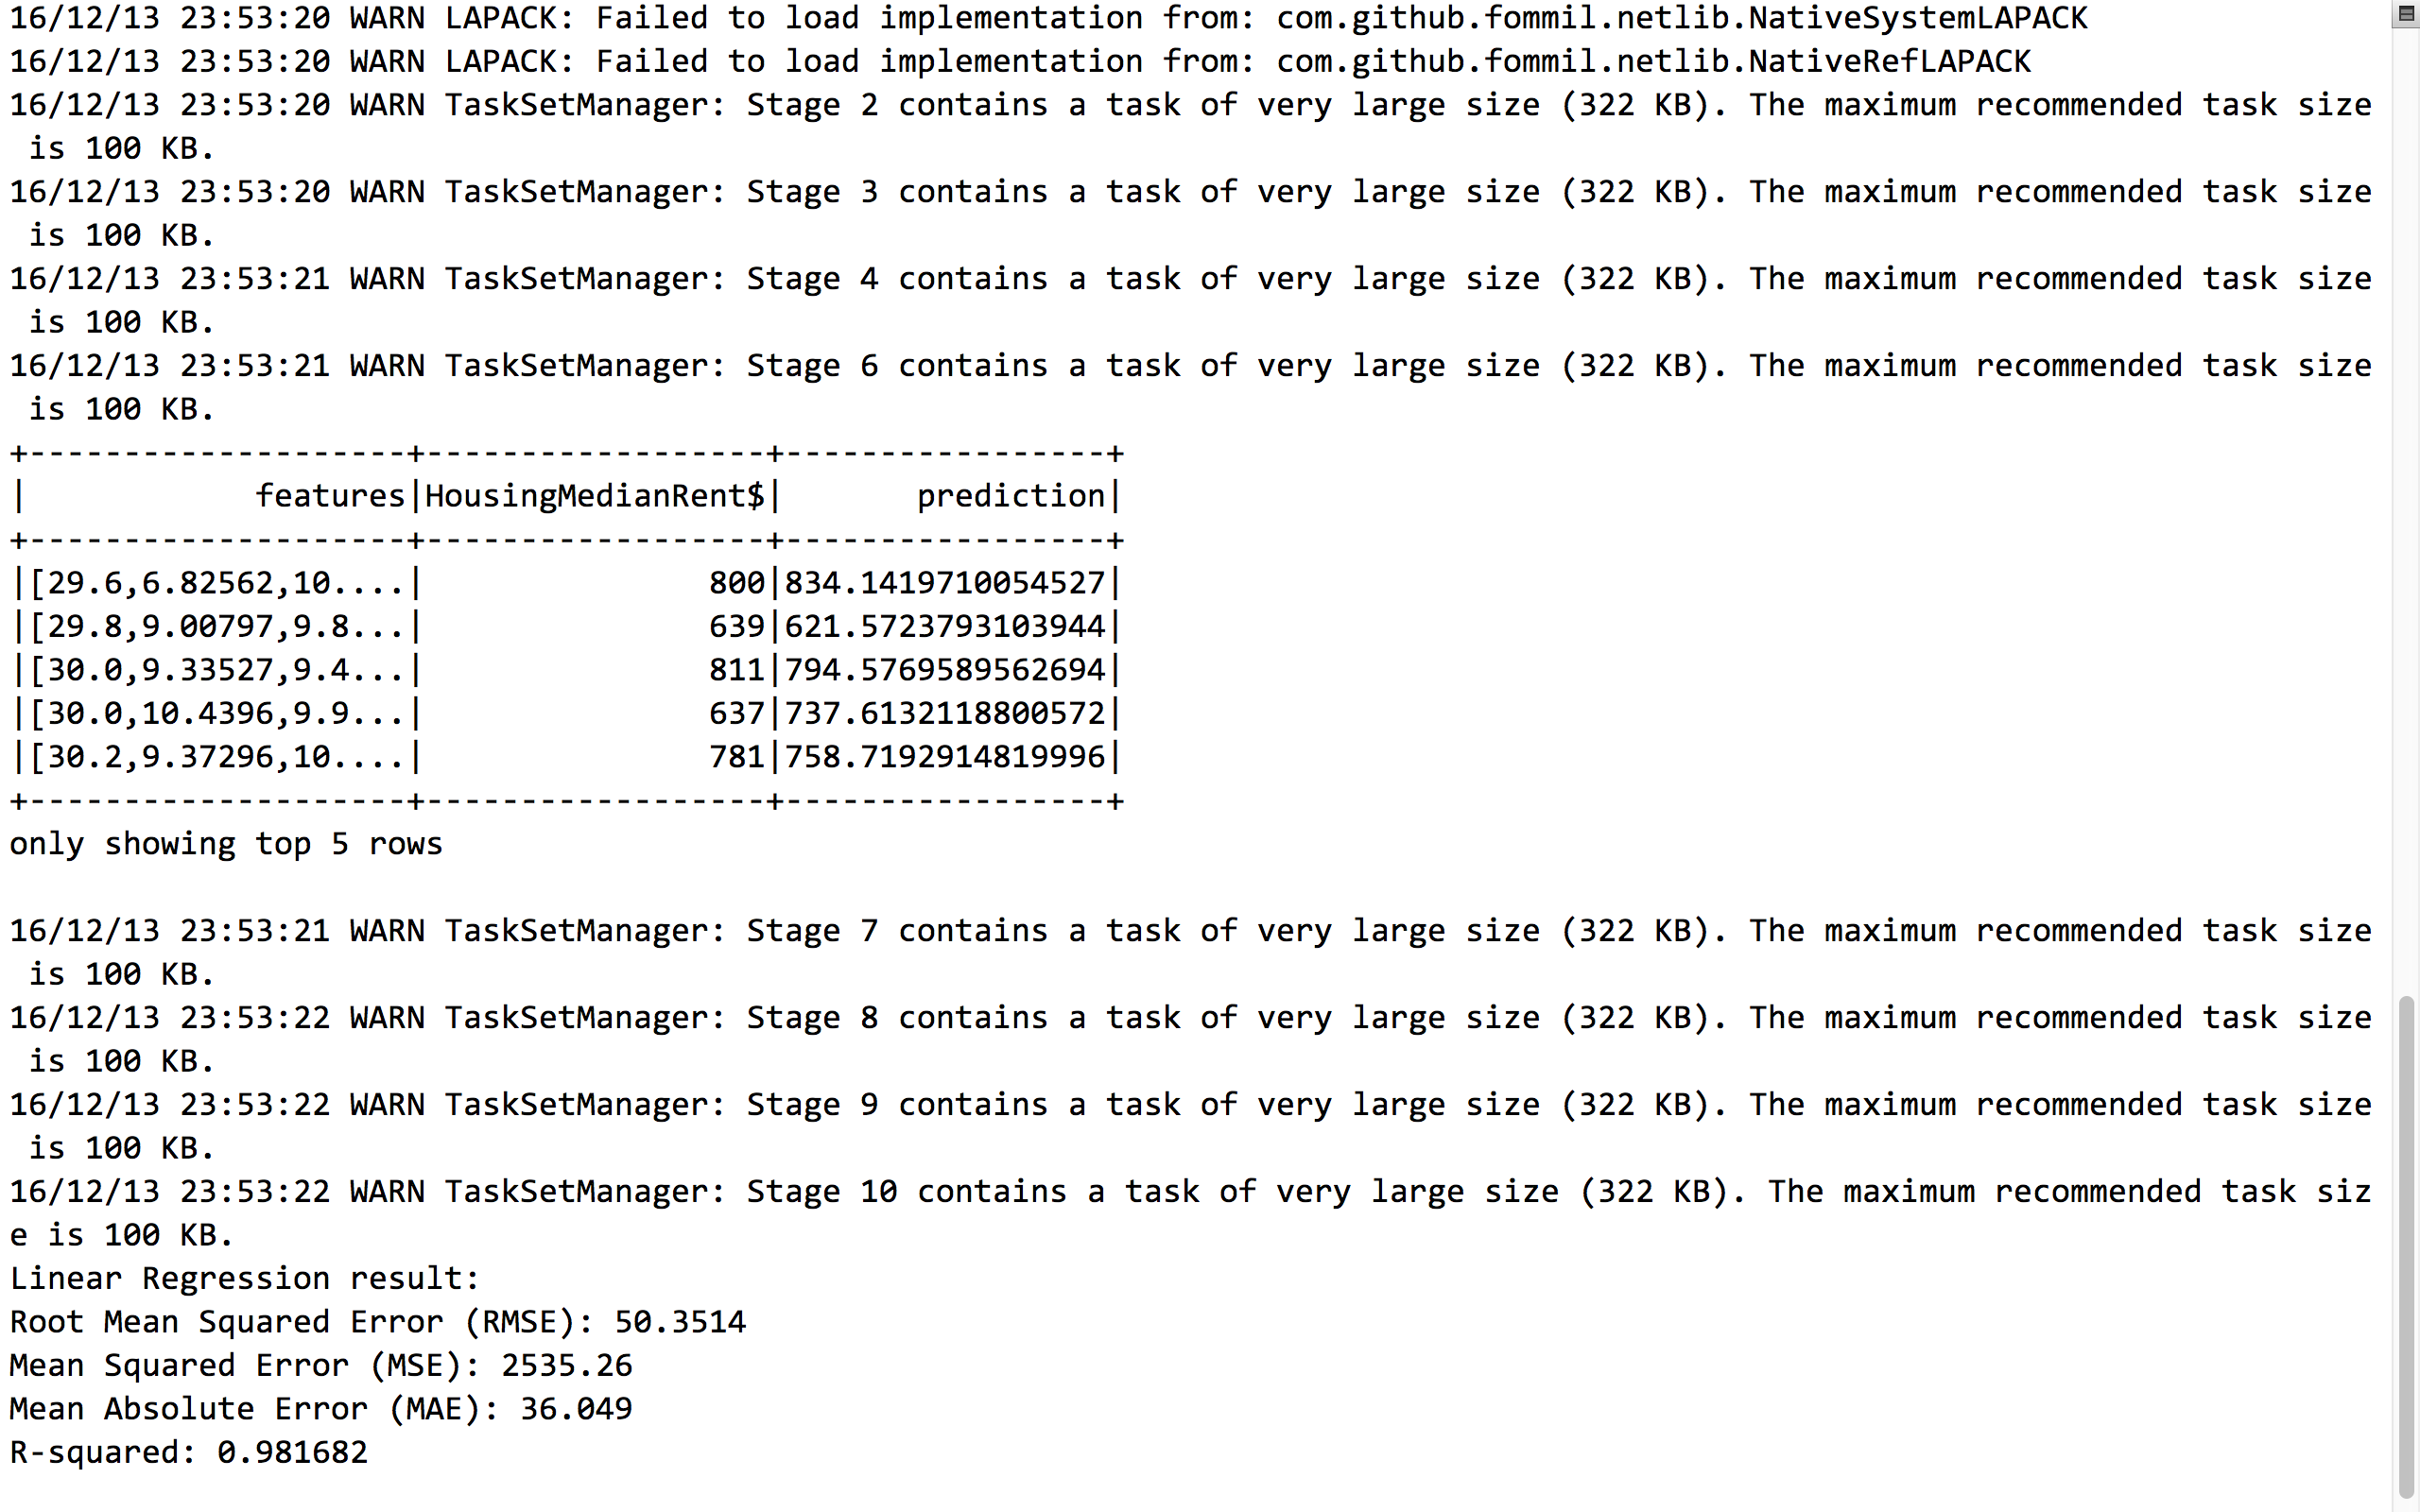 16/12/13 23:53:20 WARN LAPACK: Failed to load implementation from: com.github.fommil.netlib.NativeSystemLAPACK
16/12/13 23:53:20 WARN LAPACK: Failed to load implementation from: com.github.fommil.netlib.NativeRefLAPACK
16/12/13 23:53:20 WARN TaskSetManager: Stage 2 contains a task of very large size (322 KB). The maximum recommended task size
 is 100 KB.
16/12/13 23:53:20 WARN TaskSetManager: Stage 3 contains a task of very large size (322 KB). The maximum recommended task size
 is 100 KB.
16/12/13 23:53:21 WARN TaskSetManager: Stage 4 contains a task of very large size (322 KB). The maximum recommended task size
 is 100 KB.
16/12/13 23:53:21 WARN TaskSetManager: Stage 6 contains a task of very large size (322 KB). The maximum recommended task size
 is 100 KB.
+--------------------+------------------+-----------------+
|            features|HousingMedianRent$|       prediction|
+--------------------+------------------+-----------------+
|[29.6,6.82562,10....|               800|834.1419710054527|
|[29.8,9.00797,9.8...|               639|621.5723793103944|
|[30.0,9.33527,9.4...|               811|794.5769589562694|
|[30.0,10.4396,9.9...|               637|737.6132118800572|
|[30.2,9.37296,10....|               781|758.7192914819996|
+--------------------+------------------+-----------------+
only showing top 5 rows

16/12/13 23:53:21 WARN TaskSetManager: Stage 7 contains a task of very large size (322 KB). The maximum recommended task size
 is 100 KB.
16/12/13 23:53:22 WARN TaskSetManager: Stage 8 contains a task of very large size (322 KB). The maximum recommended task size
 is 100 KB.
16/12/13 23:53:22 WARN TaskSetManager: Stage 9 contains a task of very large size (322 KB). The maximum recommended task size
 is 100 KB.
16/12/13 23:53:22 WARN TaskSetManager: Stage 10 contains a task of very large size (322 KB). The maximum recommended task siz
e is 100 KB.
Linear Regression result:
Root Mean Squared Error (RMSE): 50.3514
Mean Squared Error (MSE): 2535.26
Mean Absolute Error (MAE): 36.049
R-squared: 0.981682